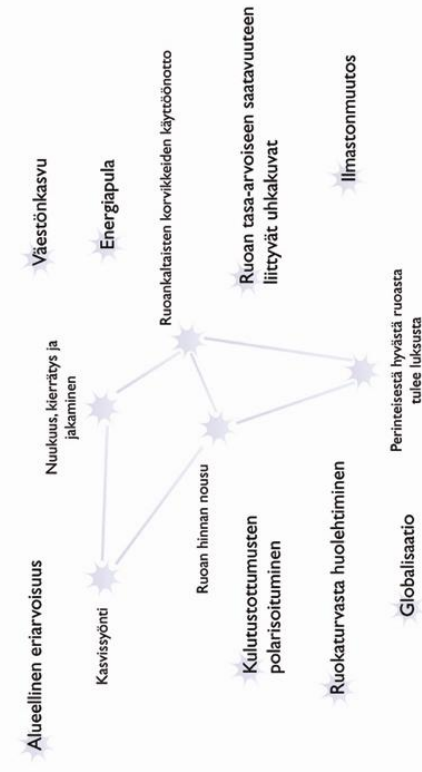 Alueellinen eriarvoisuus
Väestönkasvu
Nuukuus, kierrätys ja
jakaminen
Energiapula
Kasvissyönti
Ruoankaltaisten korvikkeiden käyttöönotto
Ruoan hinnan nousu
Kulutustottumusten
polarisoituminen
Ruoan tasa-arvoiseen saatavuuteen
liittyvät uhkakuvat
Ruokaturvasta huolehtiminen
Ilmastonmuutos
Perinteisestä hyvästä ruoasta
tulee luksusta
Globalisaatio